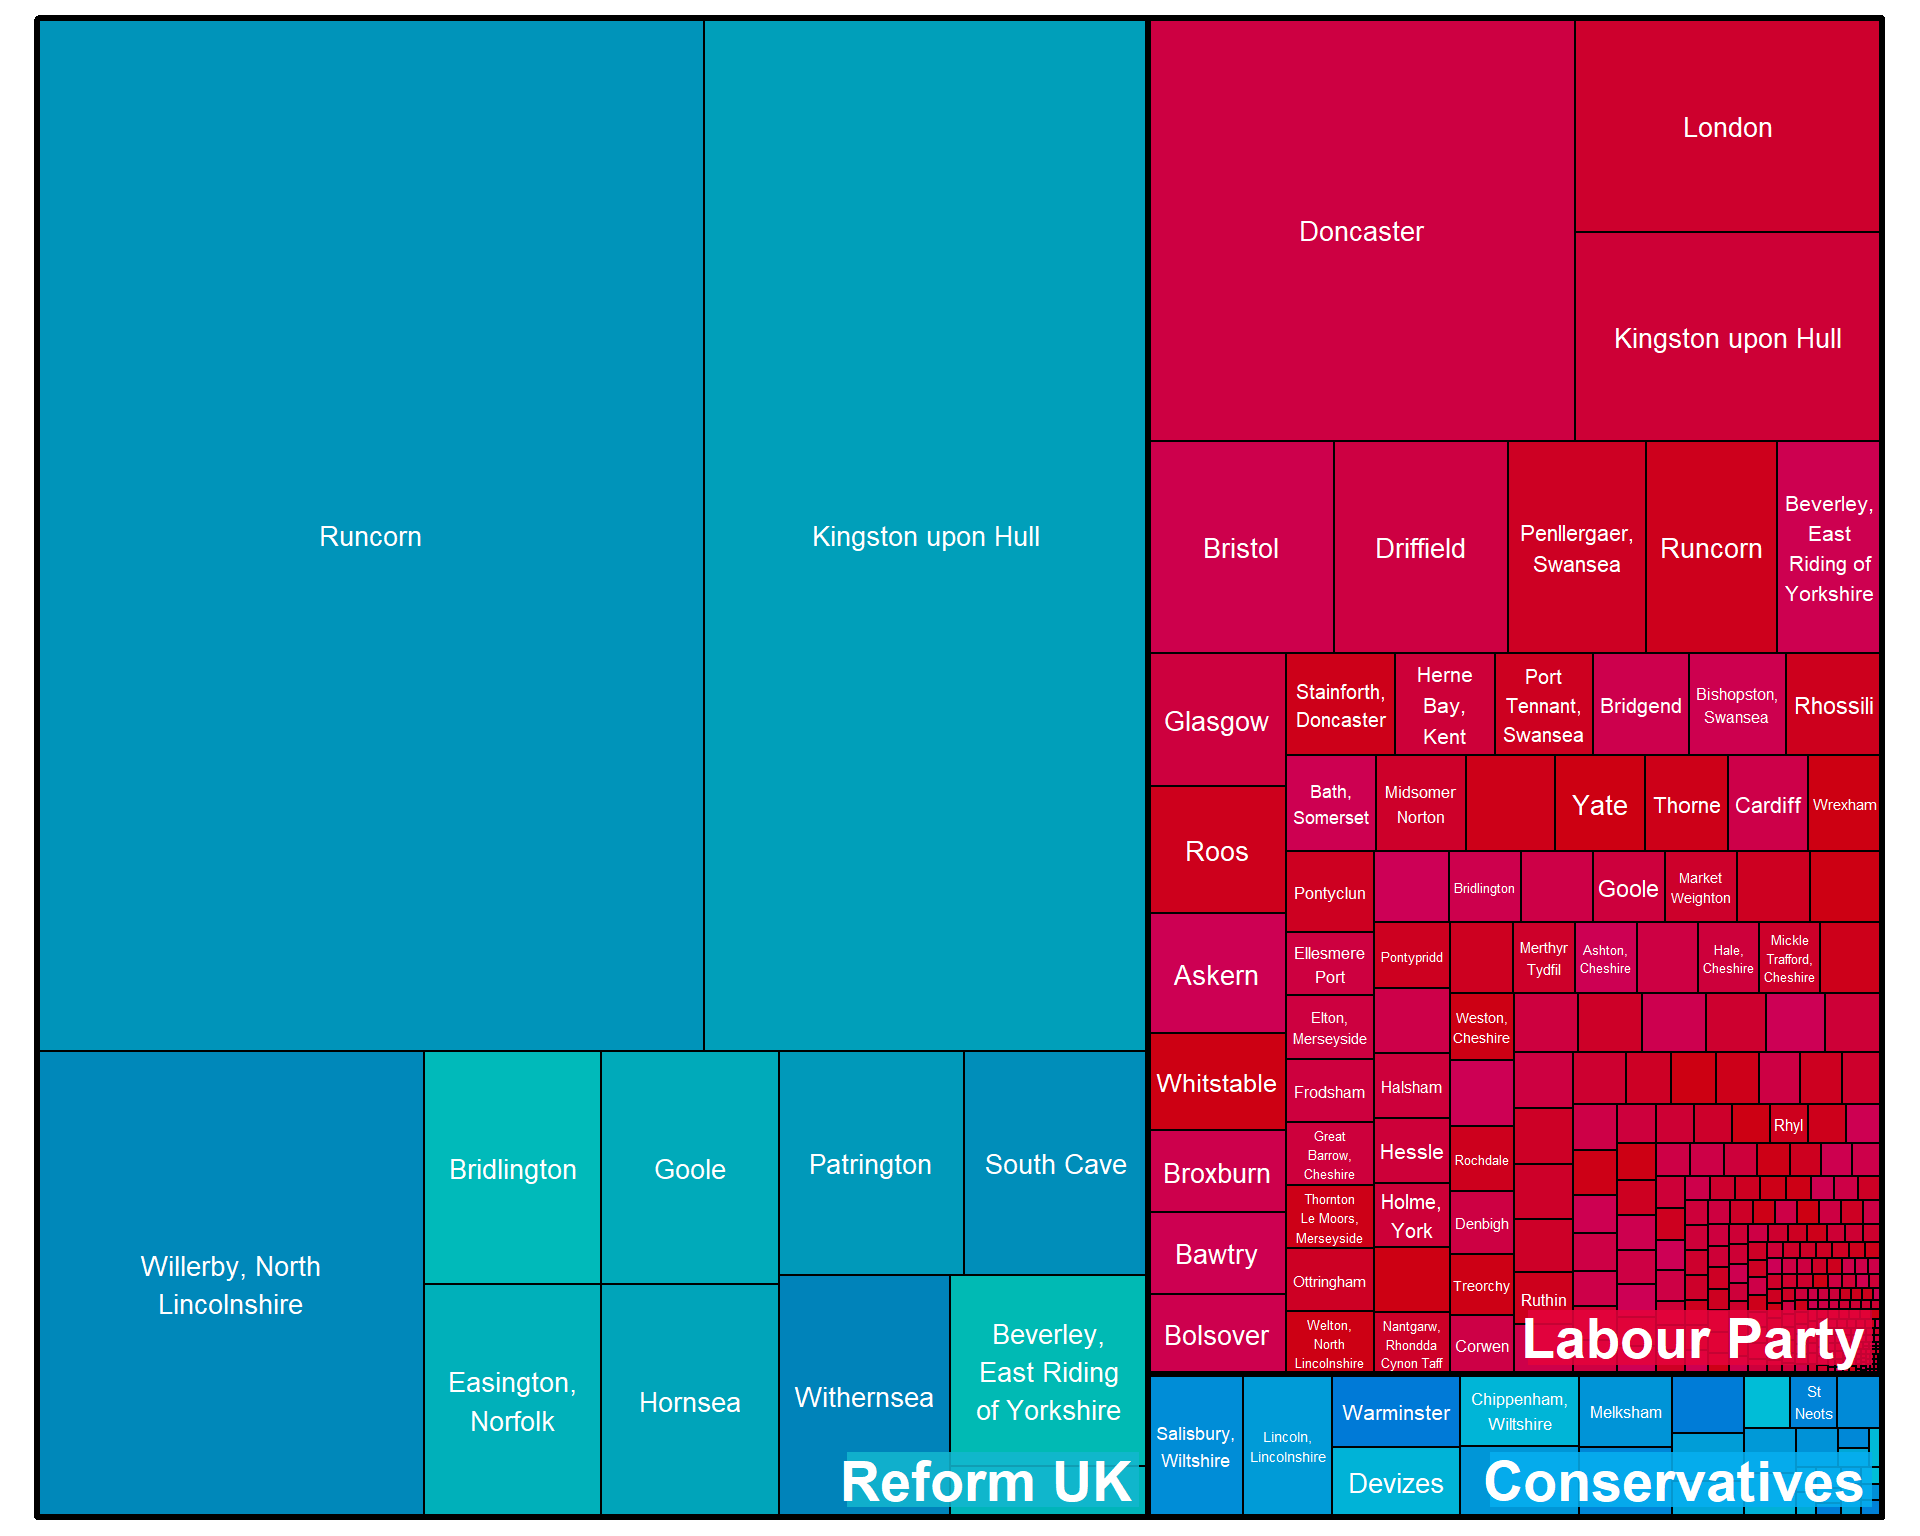 Runcorn
Kingston upon Hull
Willerby, North
Lincolnshire
Bridlington
Goole
Patrington
South Cave
Easington,
Norfolk
Hornsea
Withernsea
Beverley,
East Riding
of Yorkshire
Reform UK
Doncaster
London
Kingston upon Hull
Bristol
Driffield
Penllergaer,
Swansea
Runcorn
Beverley,
East
Riding of
Yorkshire
Glasgow
Roos
Askern
Whitstable
Broxburn
Bawtry
Bolsover
Stainforth,
Doncaster
Herne
Bay,
Kent
Port
Tennant,
Swansea
Bridgend
Bishopston,
Swansea
Rhossili
Bath,
Somerset
Midsomer
Norton
Yate
Thorne
Cardiff
Wrexham
Pontyclun
Bridlington
Goole
Market
Weighton
Ellesmere
Port
Pontypridd
Merthyr
Tydfil
Ashton,
Cheshire
Hale,
Cheshire
Mickle
Trafford,
Cheshire
Elton,
Merseyside
Weston,
Cheshire
Frodsham
Halsham
Great
Barrow,
Cheshire
Hessle
Rochdale
Rhyl
Thornton
Le Moors,
Merseyside
Holme,
York
Denbigh
Ottringham
Treorchy
Ruthin
Welton,
North
Lincolnshire
Nantgarw,
Rhondda
Cynon Taff
Corwen
Labour Party
Salisbury,
Wiltshire
Lincoln,
Lincolnshire
Warminster
Devizes
Chippenham,
Wiltshire
Melksham
St
Neots
Conservatives